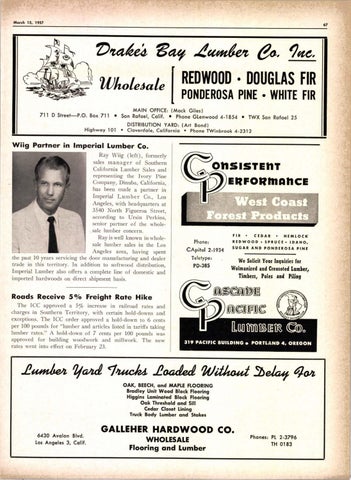 March 15, 1957
67
Drake's Bay Lumber Co. Inc.
Wholesale
REDWOOD · DOUGLAS FIR
PONDEROSA PINE · WHITE FIR
MAIN OFFICE: (Mack Giles)
711 D Street—P.O. Box 711 • San Rafael, Calif. • Phone GLenwood 4-1854 • TWX San Rafael 25
DISTRIBUTION YARD: (Art Bond)
Highway 101 • Cloverdale, California • Phone TWinbrook 4-2312
Wiig Partner in Imperial Lumber Co.
Ray Wiig (left), formerly
sales manager of Southern
California Lumber Sales and
representing the Ivory Pine
Company, Dinuba, California,
has been made a partner in
Imperial Lumber Co., Los
Angeles, with headquarters at
3540 North Figueroa Street,
according to Urain Perkins,
senior partner of the whole-
sale lumber concern.
Ray is well known in whole-
sale lumber sales in the Los
Angeles area, having spent
the past 10 years servicing the door manufacturing and dealer
trade in this territory. In addition to softwood distribution,
Imperial Lumber also offers a complete line of domestic and
imported hardwoods on direct shipment basis.
Roads Receive 5% Freight Rate Hike
The ICC approved a 5% increase in railroad rates and
charges in Southern Territory, with certain hold-downs and
exceptions. The ICC order approved a hold-down to 6 cents
per 100 pounds for "lumber and articles listed in tariffs taking
lumber rates." A hold-down of 7 cents per 100 pounds was
approved for building woodwork and millwork. The new
rates went into effect on February 23.
CONSISTENT
PERFORMANCE
West Coast
Forest Products
Phone:
CApitol 2-1934
Teletype:
PD-385
FIR • CEDAR • HEMLOCK
REDWOOD • SPRUCE • IDAHO,
SUGAR AND PONDEROSA PINE
We Solicit Your Inquiries for
Wolmanized and Creosoted Lumber,
Timbers, Poles and Piling
CASCADE
PACIFIC
LUMBER CO.
319 PACIFIC BUILDING • PORTLAND 4, OREGON
Lumber Yard Trucks Loaded Without Delay For
OAK, BEECH, and MAPLE FLOORING
Bradley Unit Wood Block Flooring
Higgins Laminated Block Flooring
Oak Threshold and Sill
Cedar Closet Lining
Truck Body Lumber and Stakes
GALLEHER HARDWOOD CO.
6430 Avalon Blvd.
Los Angeles 3, Calif.
WHOLESALE
Flooring and Lumber
Phones: PL 2-3796
TH 0183